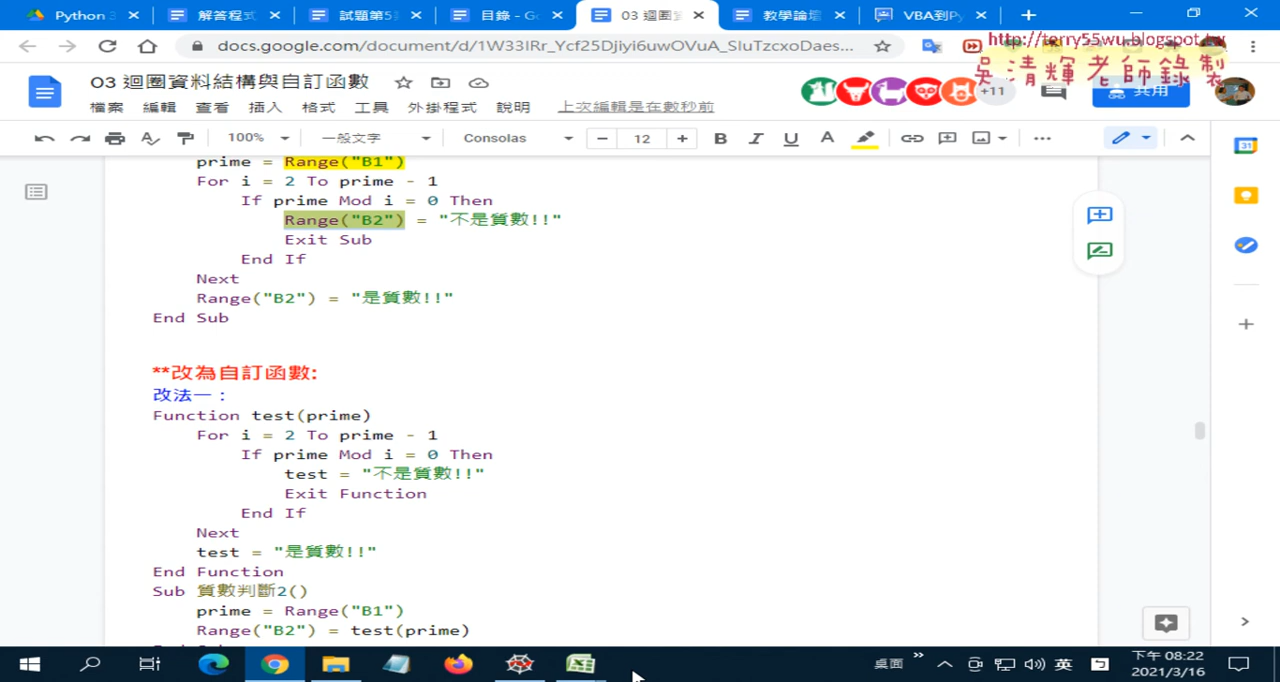 Python 3
解答程式
試題第5
目錄 - Go
03 迴圈資
教學論壇
VBA到Py
docs.google.com/document/d/1W33IRr_Ycf25Djiyi6uwOVuA_SIuTzcxoDaes...
http://terry55wu.blogspot.tw
吳清輝老師錄製
03 迴圈資料結構與自訂函數
+11
共用
檔案 編輯 查看 插入 格式 工具 外掛程式 說明 上次編輯是在數秒前
100% 一般文字 Consolas 12 B I U A
prime = Range("B1")
For i = 2 To prime - 1
If prime Mod i = 0 Then
Range("B2") = "不是質數!!"
Exit Sub
End If
Next
Range("B2") = "是質數!!"
End Sub
**改為自訂函數:
改法一：
Function test(prime)
For i = 2 To prime - 1
If prime Mod i = 0 Then
test = "不是質數!!"
Exit Function
End If
Next
test = "是質數!!"
End Function
Sub 質數判斷2()
prime = Range("B1")
Range("B2") = test(prime)
桌面 英 下午 08:22
2021/3/16